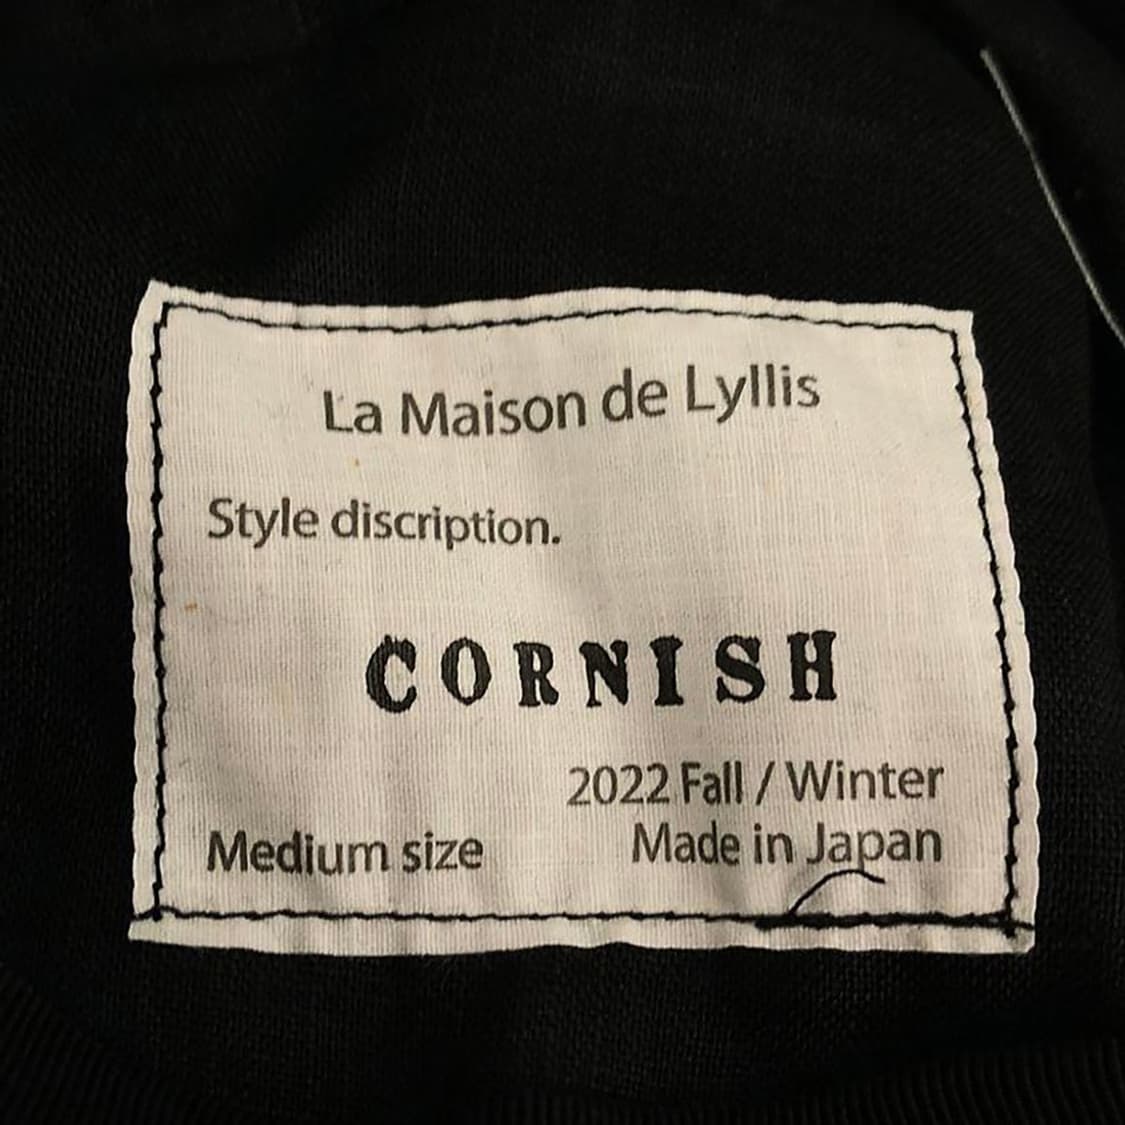 La Maison de Lyllis
Style discription.
CORNISH
2022 Fall / Winter
Medium size Made in Japan